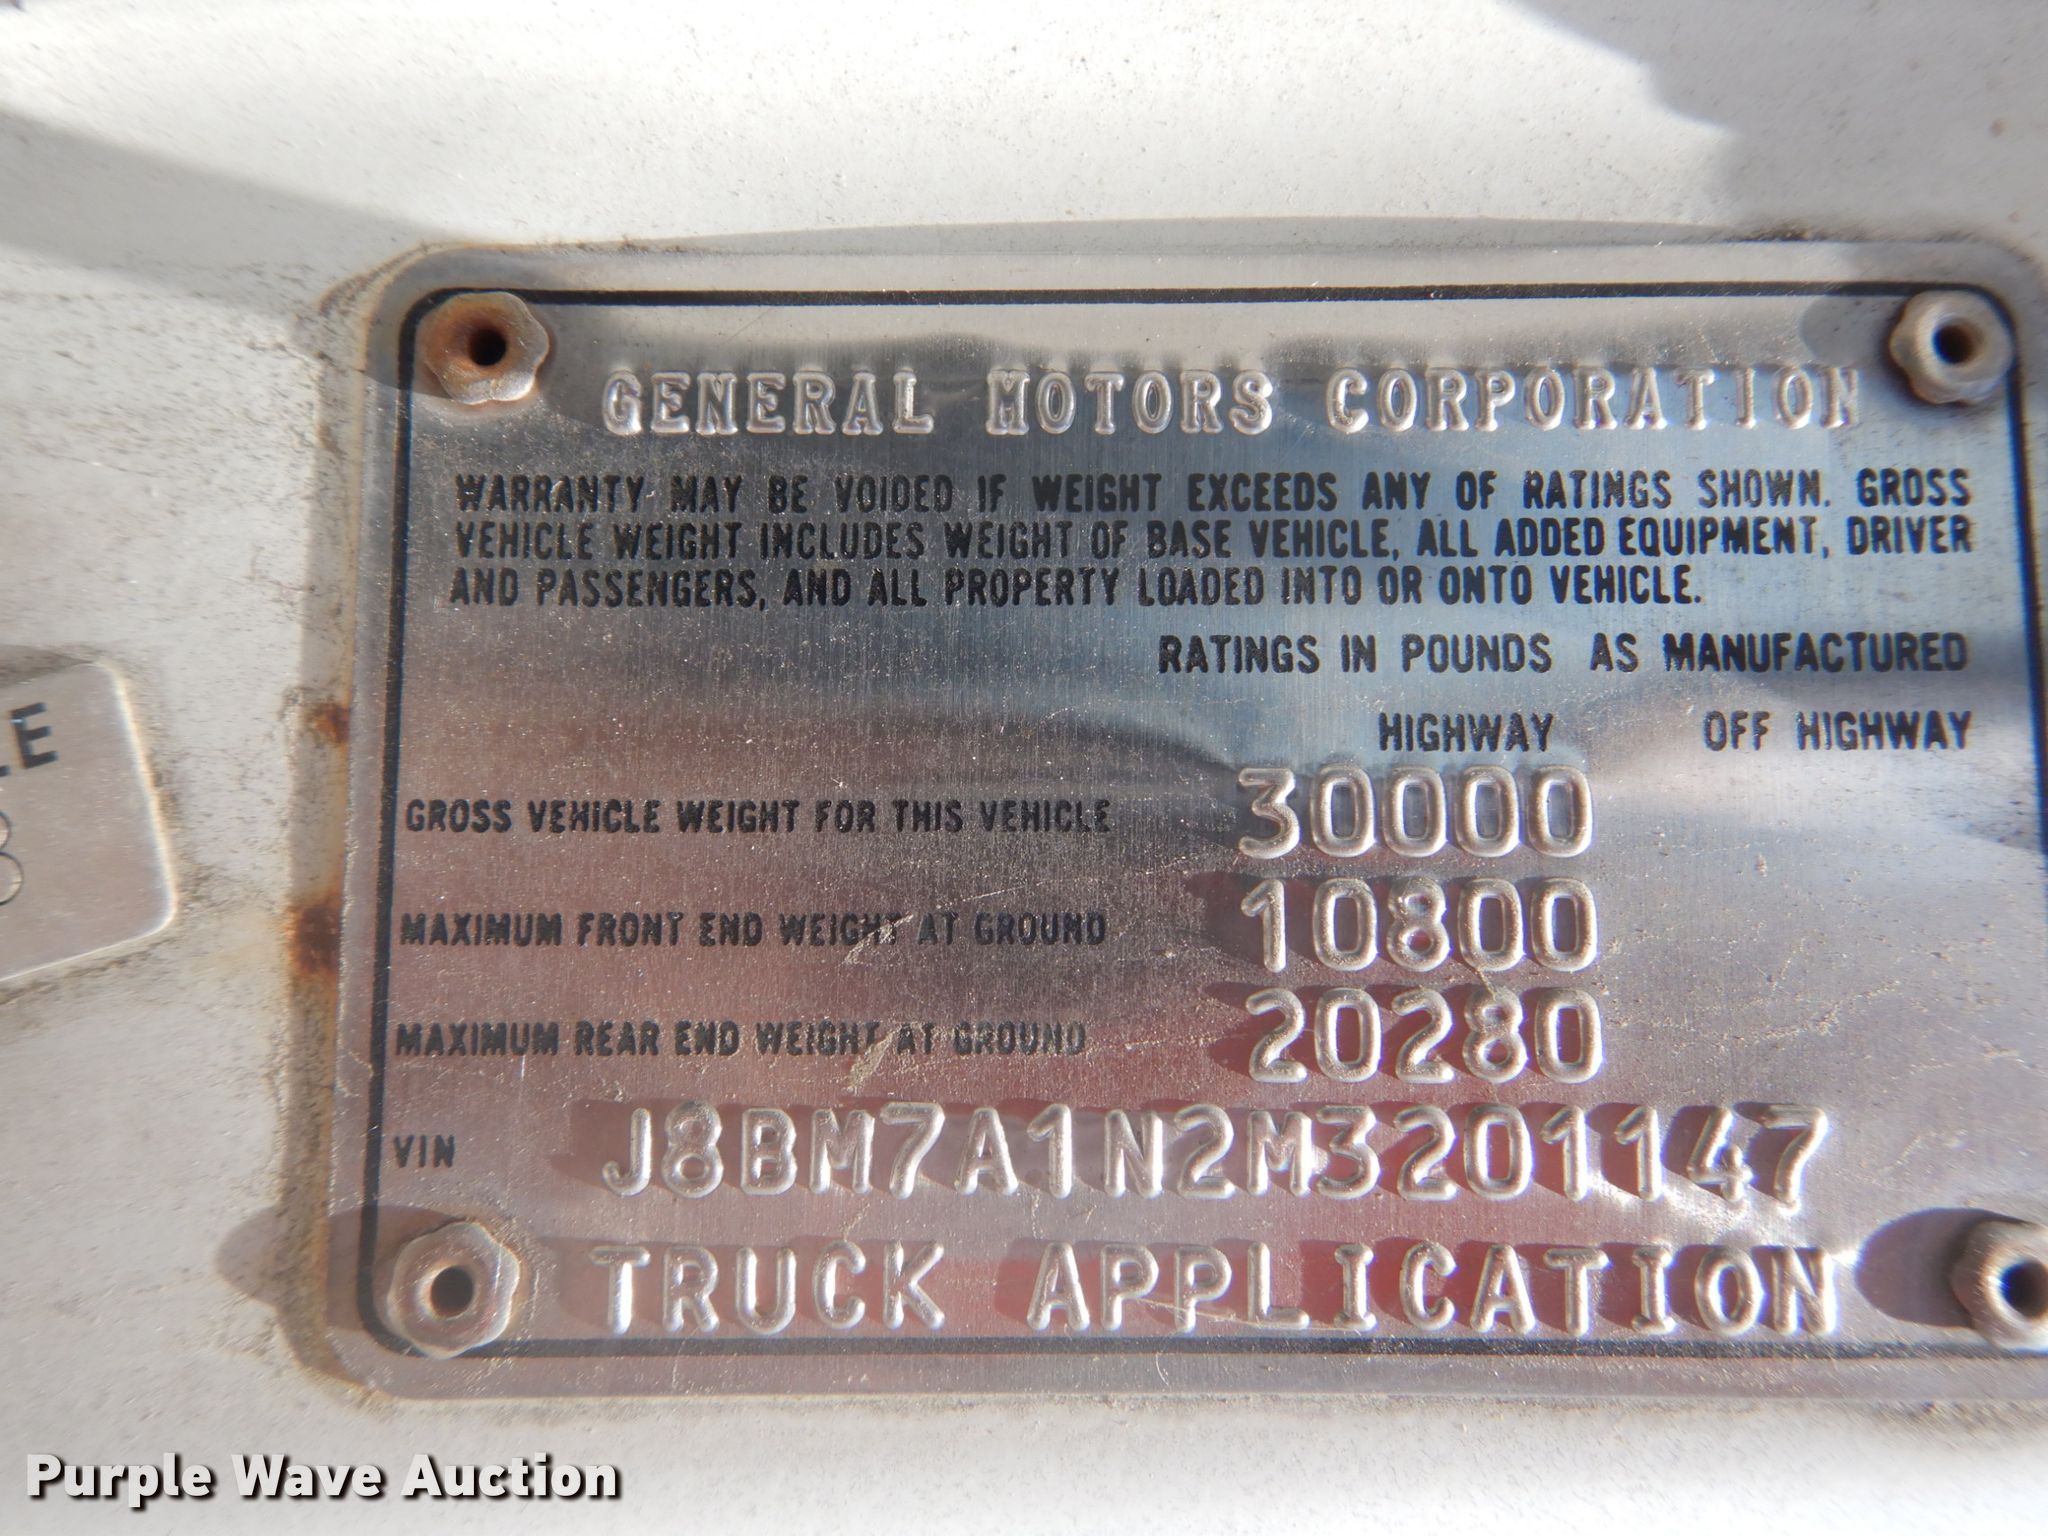 GENERAL MOTORS CORPORATION
WARRANTY MAY BE VOIDED IF WEIGHT EXCEEDS ANY OF RATINGS SHOWN. GROSS
VEHICLE WEIGHT INCLUDES WEIGHT OF BASE VEHICLE, ALL ADDED EQUIPMENT, DRIVER
AND PASSENGERS, AND ALL PROPERTY LOADED INTO OR ONTO VEHICLE.
RATINGS IN POUNDS AS MANUFACTURED
HIGHWAY OFF HIGHWAY
GROSS VEHICLE WEIGHT FOR THIS VEHICLE 30000
MAXIMUM FRONT END WEIGHT AT GROUND 10800
MAXIMUM REAR END WEIGHT AT GROUND 20280
VIN J8BM7A1N2M3201147
TRUCK APPLICATION
Purple Wave Auction